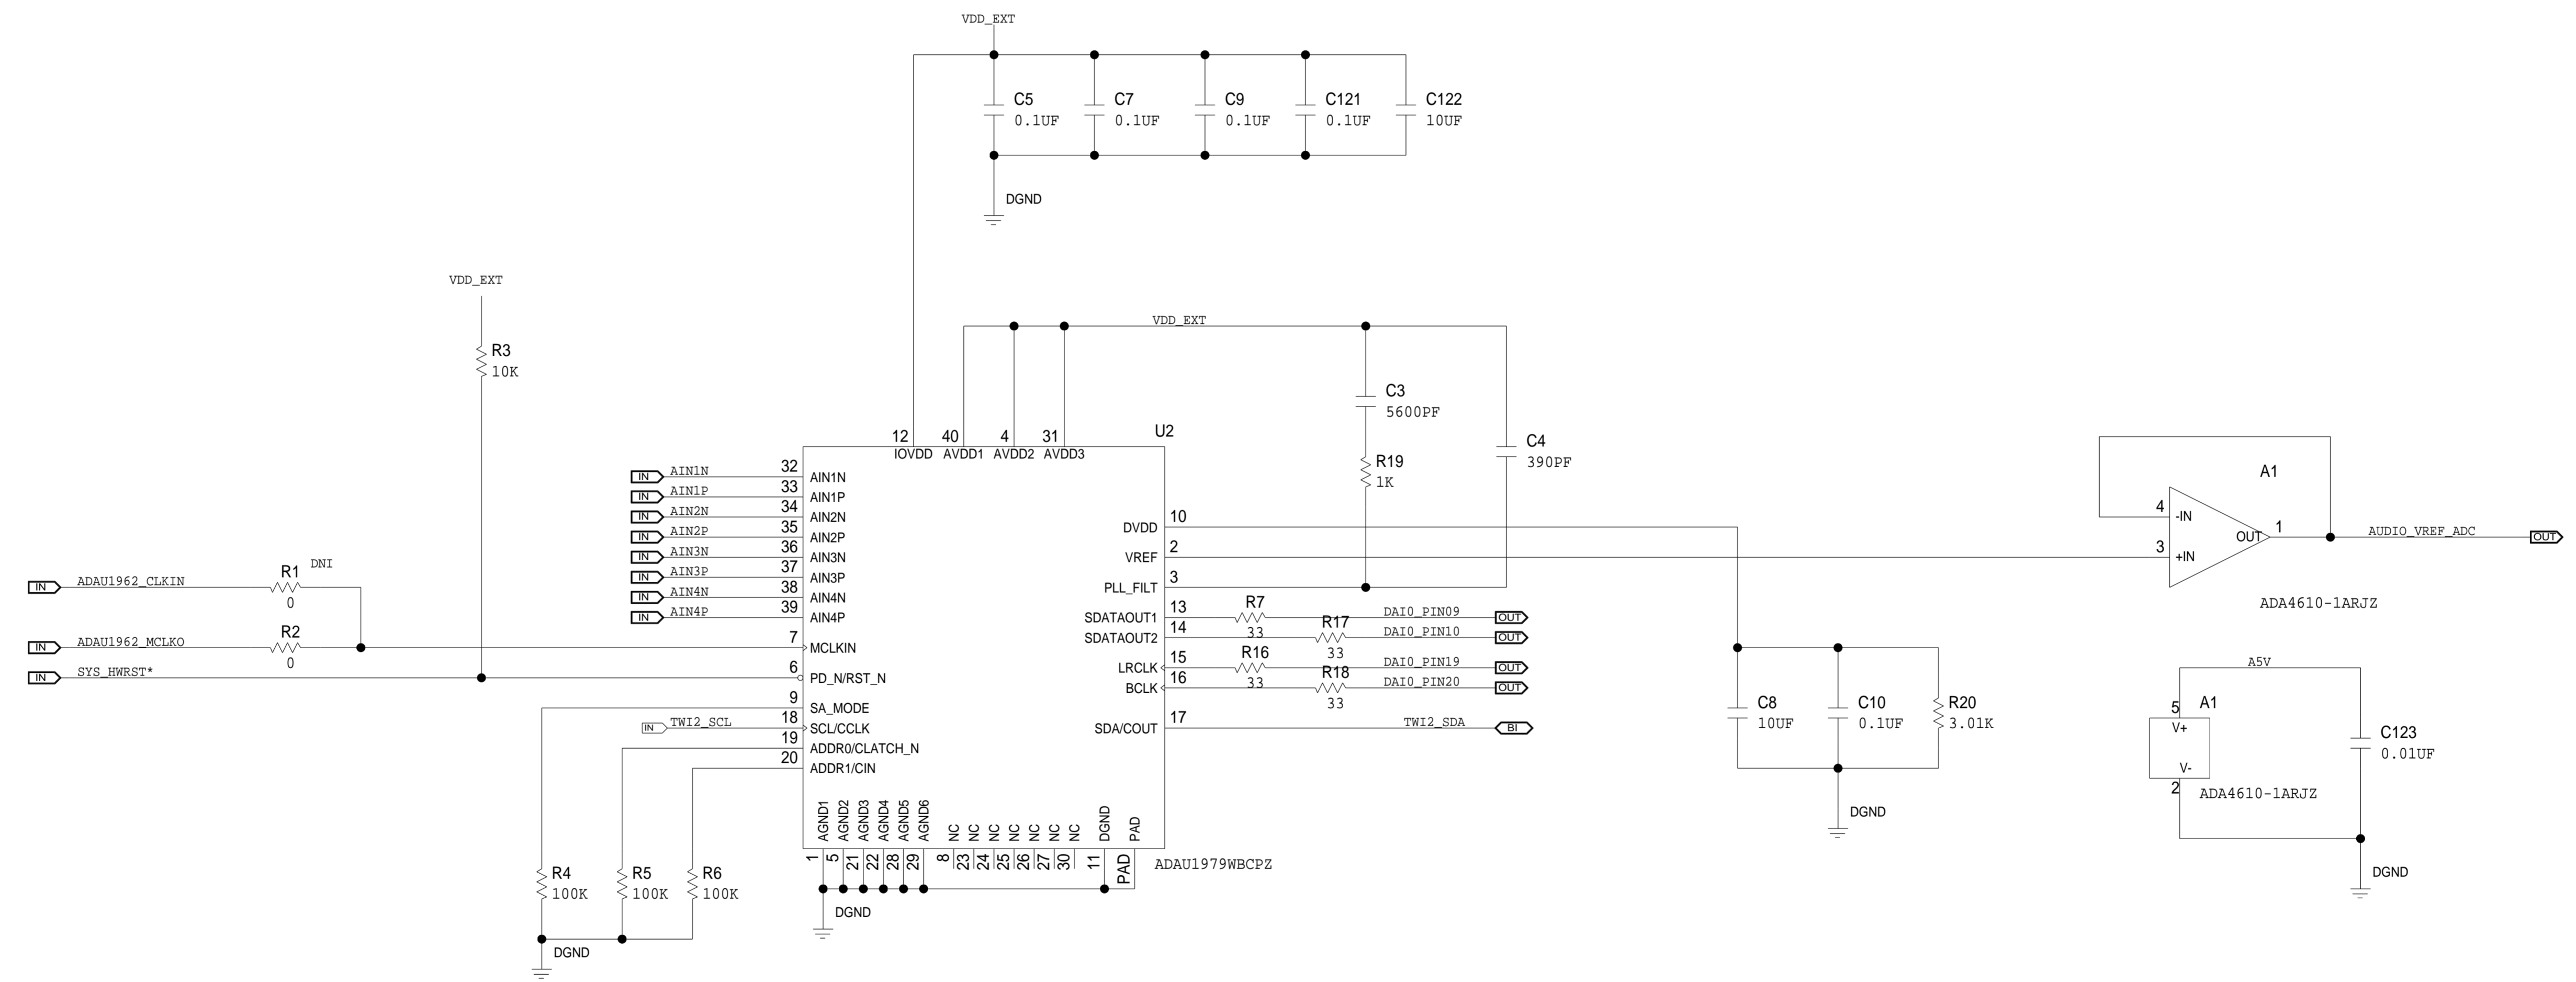 VDD_EXT
C5
0.1UF
C7
0.1UF
C9
0.1UF
C121
0.1UF
C122
10UF
DGND
VDD_EXT
R3
10K
VDD_EXT
C3
5600PF
R19
1K
C4
390PF
U2
12
40
4
31
IOVDD
AVDD1
AVDD2
AVDD3
IN AIN1N 32 AIN1N
IN AIN1P 33 AIN1P
IN AIN2N 34 AIN2N
IN AIN2P 35 AIN2P
IN AIN3N 36 AIN3N
IN AIN3P 37 AIN3P
IN AIN4N 38 AIN4N
IN AIN4P 39 AIN4P
IN ADAU1962_CLKIN
R1
0
DNI
IN ADAU1962_MCLKO
R2
0
7 MCLKIN
IN SYS_HWRST*
6 PD_N/RST_N
9 SA_MODE
IN TWI2_SCL 18 SCL/CCLK
19 ADDR0/CLATCH_N
20 ADDR1/CIN
DVDD 10
VREF 2
PLL_FILT 3
SDATAOUT1 13
R7
33
DAI0_PIN09 OUT
SDATAOUT2 14
R17
33
DAI0_PIN10 OUT
LRCLK 15
R16
33
DAI0_PIN19 OUT
BCLK 16
R18
33
DAI0_PIN20 OUT
SDA/COUT 17
TWI2_SDA BI
AGND1
AGND2
AGND3
AGND4
AGND5
AGND6
NC
NC
NC
NC
NC
NC
NC
DGND
PAD
1
5
21
22
28
29
8
23
24
25
26
27
30
11
PAD
ADAU1979WBCPZ
DGND
R4
100K
R5
100K
R6
100K
DGND
C8
10UF
C10
0.1UF
R20
3.01K
DGND
A1
4 -IN
3 +IN
OUT 1
AUDIO_VREF_ADC OUT
ADA4610-1ARJZ
A5V
5
A1
V+
V-
2
ADA4610-1ARJZ
C123
0.01UF
DGND